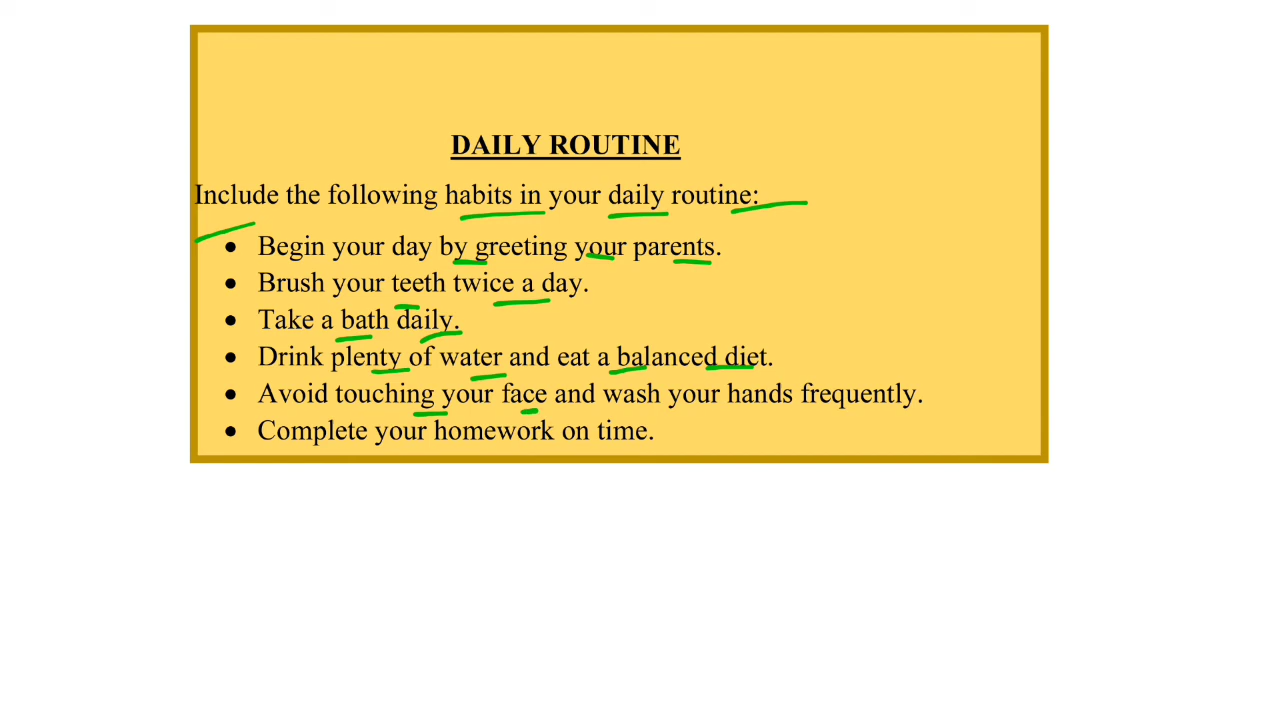 DAILY ROUTINE
Include the following habits in your daily routine:
• Begin your day by greeting your parents.
• Brush your teeth twice a day.
• Take a bath daily.
• Drink plenty of water and eat a balanced diet.
• Avoid touching your face and wash your hands frequently.
• Complete your homework on time.